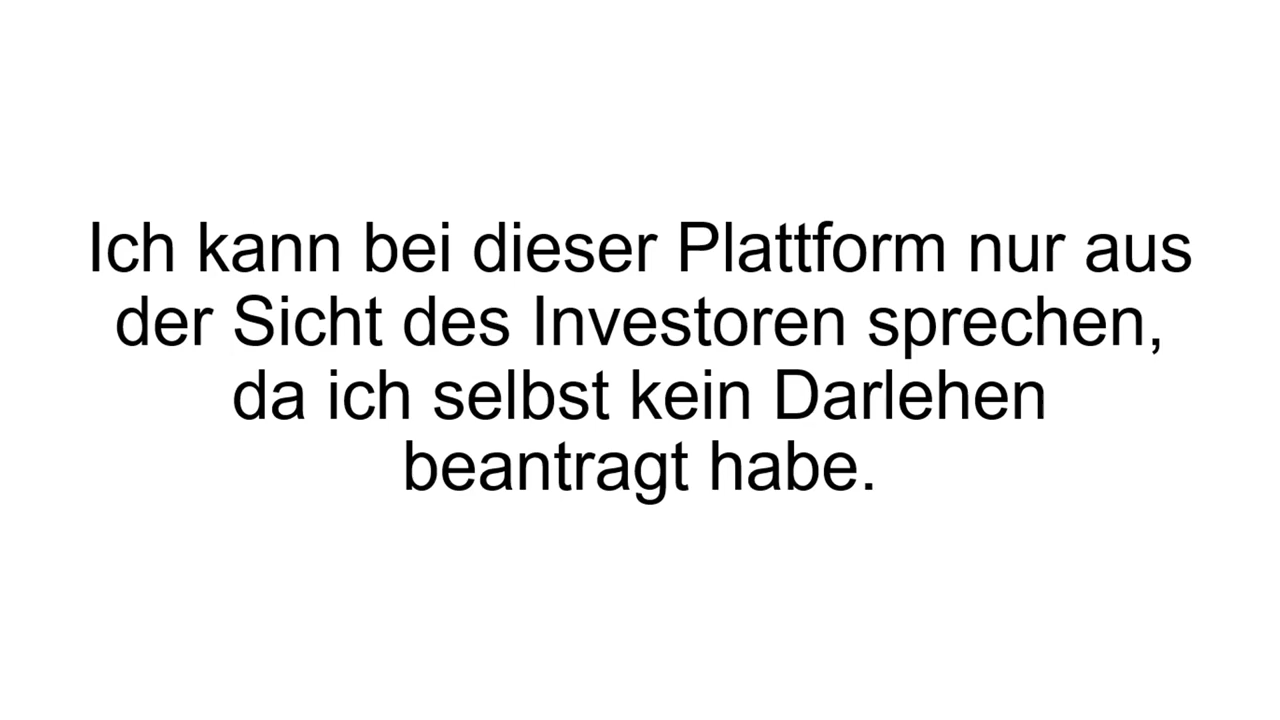 Ich kann bei dieser Plattform nur aus
der Sicht des Investoren sprechen,
da ich selbst kein Darlehen
beantragt habe.